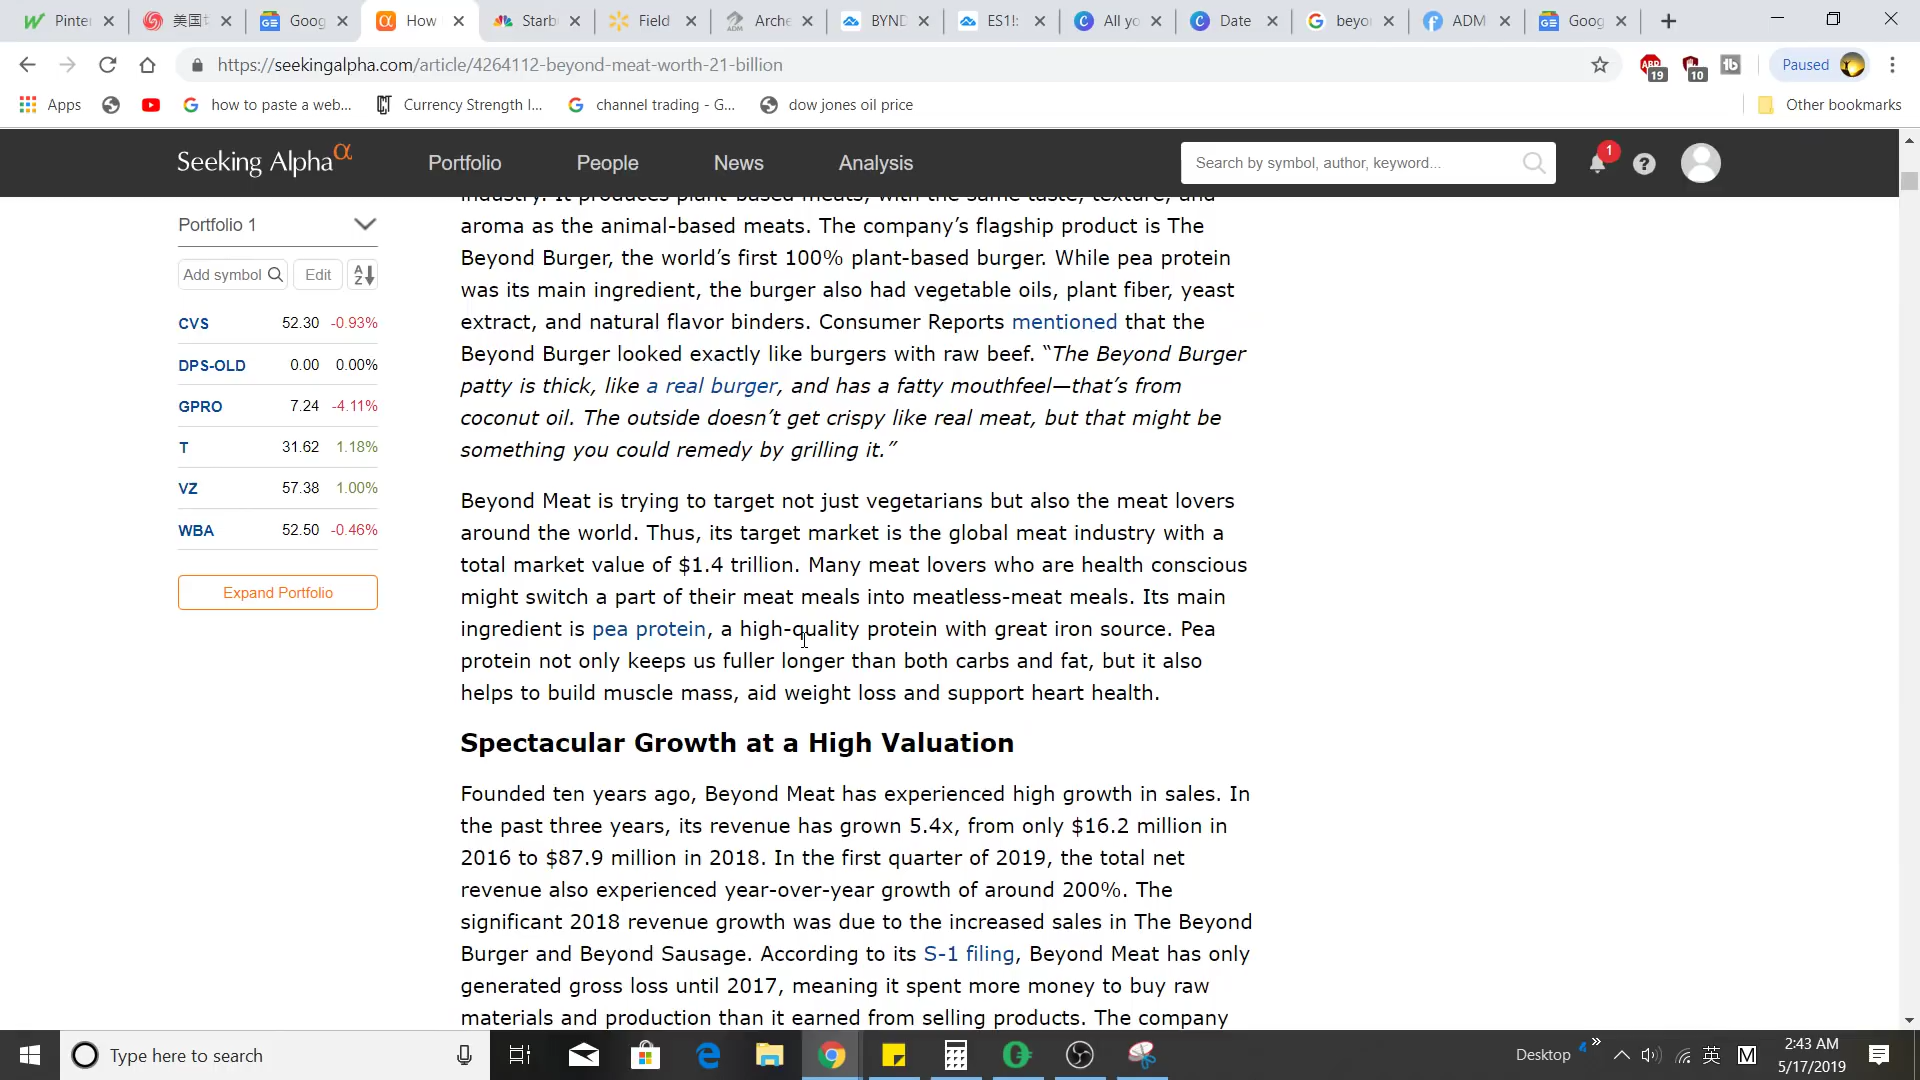 Pinter
美国
Goog
How
Starb
Field
Arche
BYND
ES1!:
All yo
Date
beyo
ADM
Goog
https://seekingalpha.com/article/4264112-beyond-meat-worth-21-billion
19
10
Paused
Apps
how to paste a web...
Currency Strength I...
channel trading - G...
dow jones oil price
Other bookmarks
Seeking Alphaα
Portfolio
People
News
Analysis
Search by symbol, author, keyword...
1
Portfolio 1
Add symbol
Edit
CVS 52.30 -0.93%
DPS-OLD 0.00 0.00%
GPRO 7.24 -4.11%
T 31.62 1.18%
VZ 57.38 1.00%
WBA 52.50 -0.46%
Expand Portfolio
industry. It produces plant-based meats, with the same taste, texture, and
aroma as the animal-based meats. The company’s flagship product is The
Beyond Burger, the world’s first 100% plant-based burger. While pea protein
was its main ingredient, the burger also had vegetable oils, plant fiber, yeast
extract, and natural flavor binders. Consumer Reports mentioned that the
Beyond Burger looked exactly like burgers with raw beef. “The Beyond Burger
patty is thick, like a real burger, and has a fatty mouthfeel—that’s from
coconut oil. The outside doesn’t get crispy like real meat, but that might be
something you could remedy by grilling it.”
Beyond Meat is trying to target not just vegetarians but also the meat lovers
around the world. Thus, its target market is the global meat industry with a
total market value of $1.4 trillion. Many meat lovers who are health conscious
might switch a part of their meat meals into meatless-meat meals. Its main
ingredient is pea protein, a high-quality protein with great iron source. Pea
protein not only keeps us fuller longer than both carbs and fat, but it also
helps to build muscle mass, aid weight loss and support heart health.
Spectacular Growth at a High Valuation
Founded ten years ago, Beyond Meat has experienced high growth in sales. In
the past three years, its revenue has grown 5.4x, from only $16.2 million in
2016 to $87.9 million in 2018. In the first quarter of 2019, the total net
revenue also experienced year-over-year growth of around 200%. The
significant 2018 revenue growth was due to the increased sales in The Beyond
Burger and Beyond Sausage. According to its S-1 filing, Beyond Meat has only
generated gross loss until 2017, meaning it spent more money to buy raw
materials and production than it earned from selling products. The company
Type here to search
Desktop
英
M
2:43 AM
5/17/2019